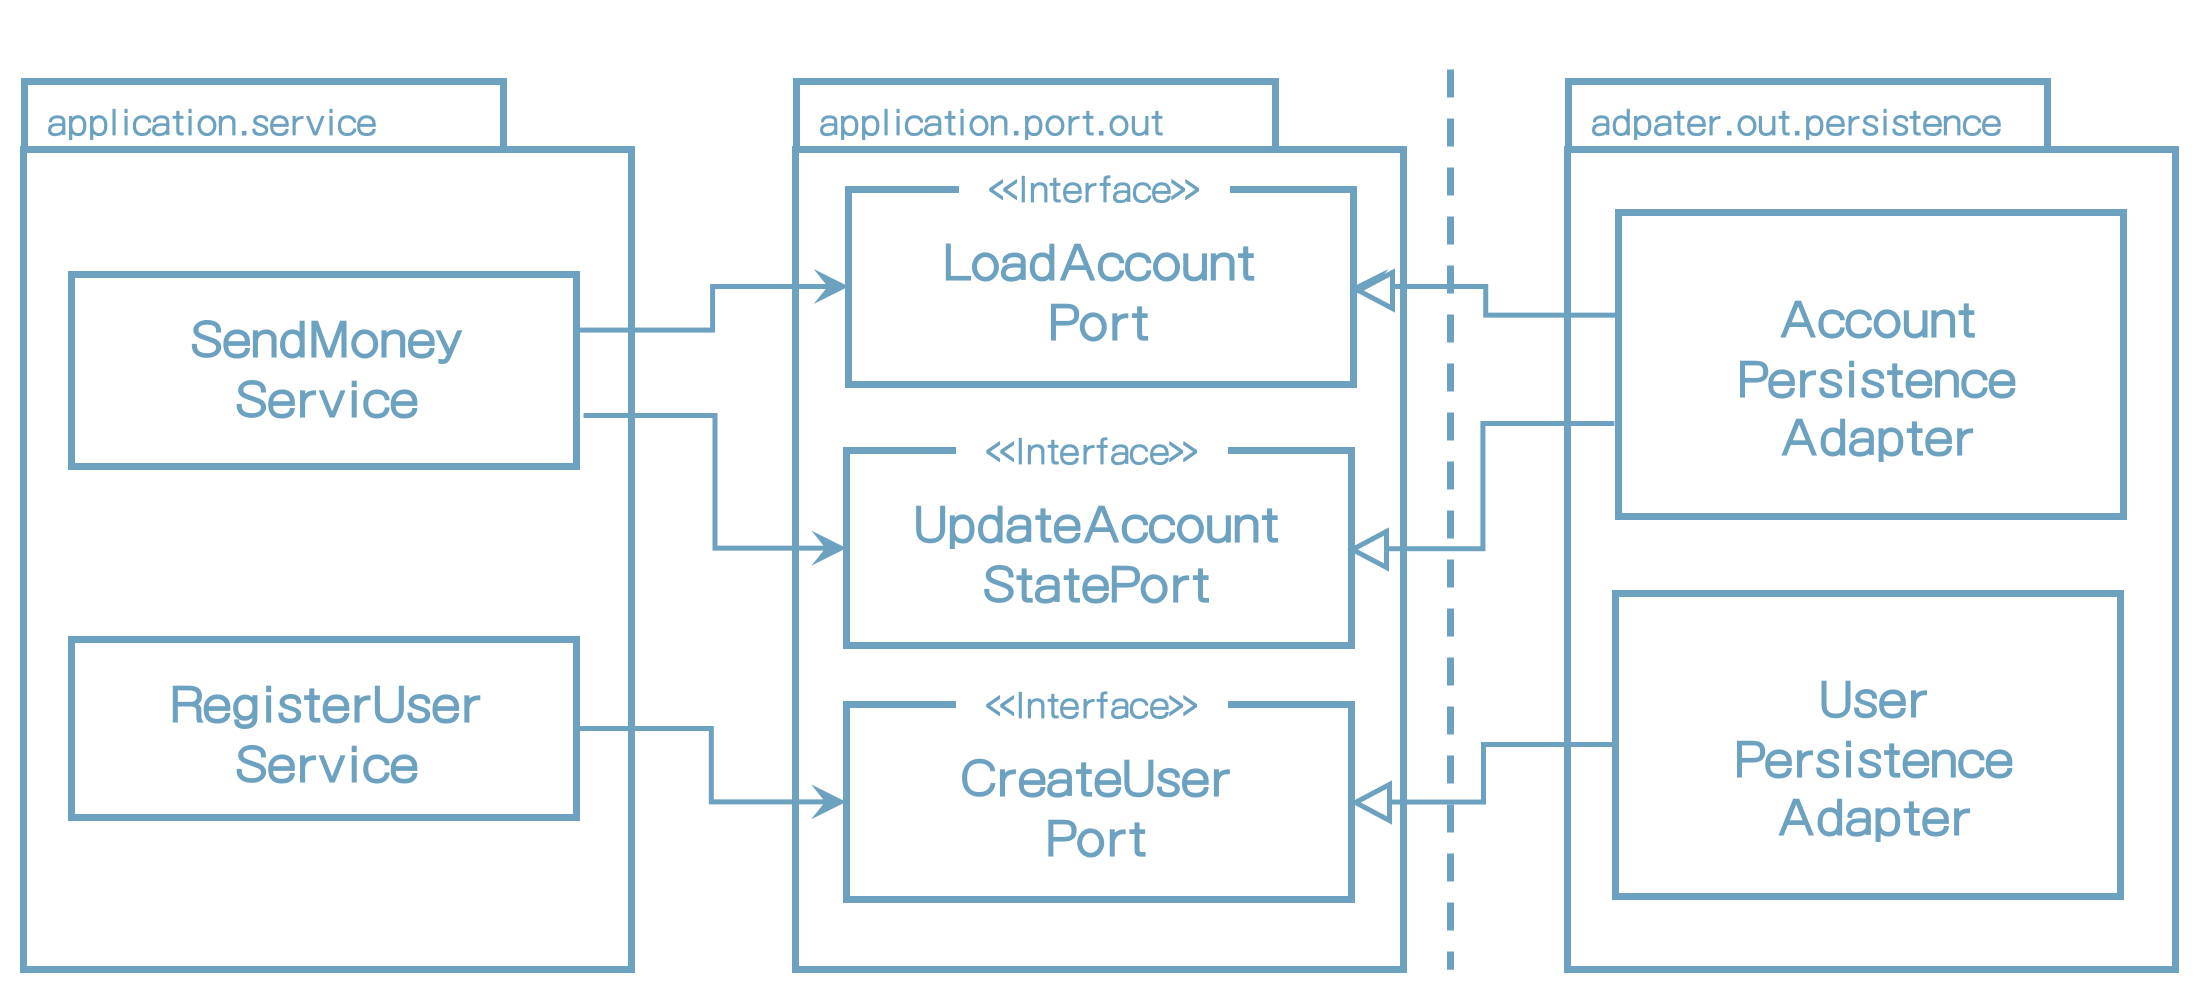 application.service
SendMoney
Service
RegisterUser
Service
application.port.out
<<Interface>>
LoadAccount
Port
<<Interface>>
UpdateAccount
StatePort
<<Interface>>
CreateUser
Port
adpater.out.persistence
Account
Persistence
Adapter
User
Persistence
Adapter